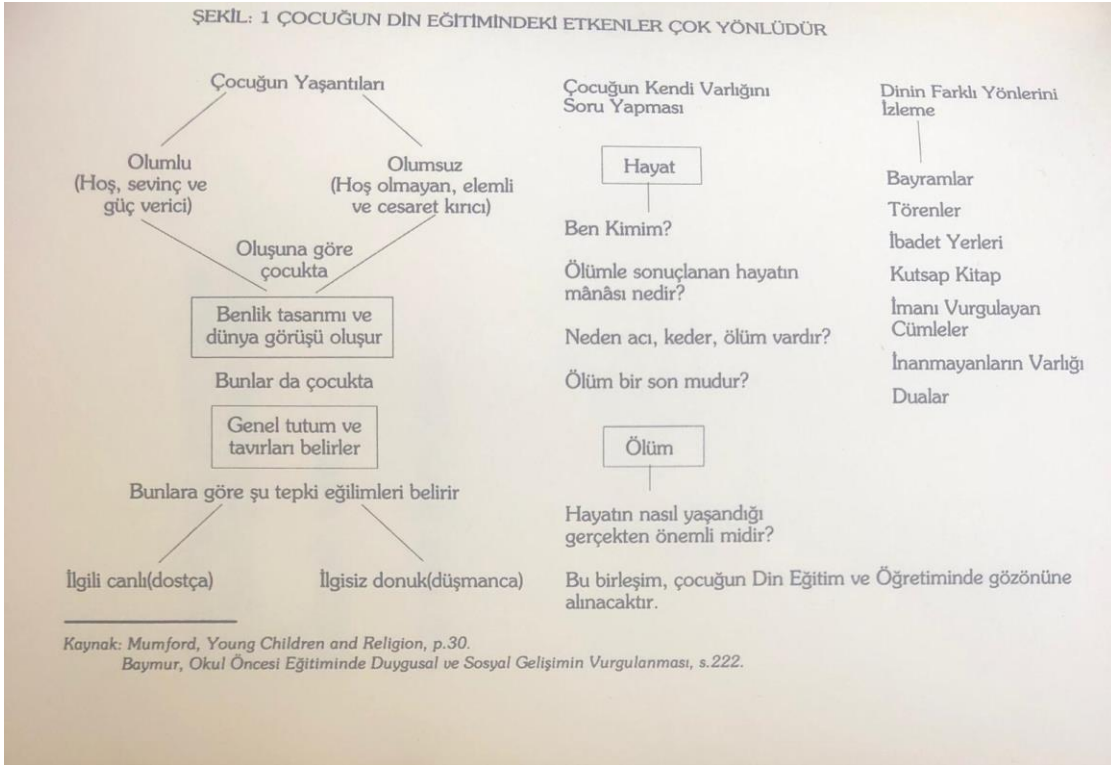 ŞEKİL: 1 ÇOCUĞUN DİN EĞİTİMİNDEKİ ETKENLER ÇOK YÖNLÜDÜR
Çocuğun Yaşantıları
Olumlu
(Hoş, sevinç ve
güç verici)
Olumsuz
(Hoş olmayan, elemli
ve cesaret kırıcı)
Oluşuna göre
çocukta
Benlik tasarımı ve
dünya görüşü oluşur
Bunlar da çocukta
Genel tutum ve
tavırları belirler
Bunlara göre şu tepki eğilimleri belirir
İlgili canlı(dostça)
İlgisiz donuk(düşmanca)
Çocuğun Kendi Varlığını
Soru Yapması
Hayat
Ben Kimim?
Ölümle sonuçlanan hayatın
mânâsı nedir?
Neden acı, keder, ölüm vardır?
Ölüm bir son mudur?
Ölüm
Hayatın nasıl yaşandığı
gerçekten önemli midir?
Bu birleşim, çocuğun Din Eğitim ve Öğretiminde gözönüne
alınacaktır.
Dinin Farklı Yönlerini
İzleme
Bayramlar
Törenler
İbadet Yerleri
Kutsap Kitap
İmanı Vurgulayan
Cümleler
İnanmayanların Varlığı
Dualar
Kaynak: Mumford, Young Children and Religion, p.30.
Baymur, Okul Öncesi Eğitiminde Duygusal ve Sosyal Gelişimin Vurgulanması, s.222.